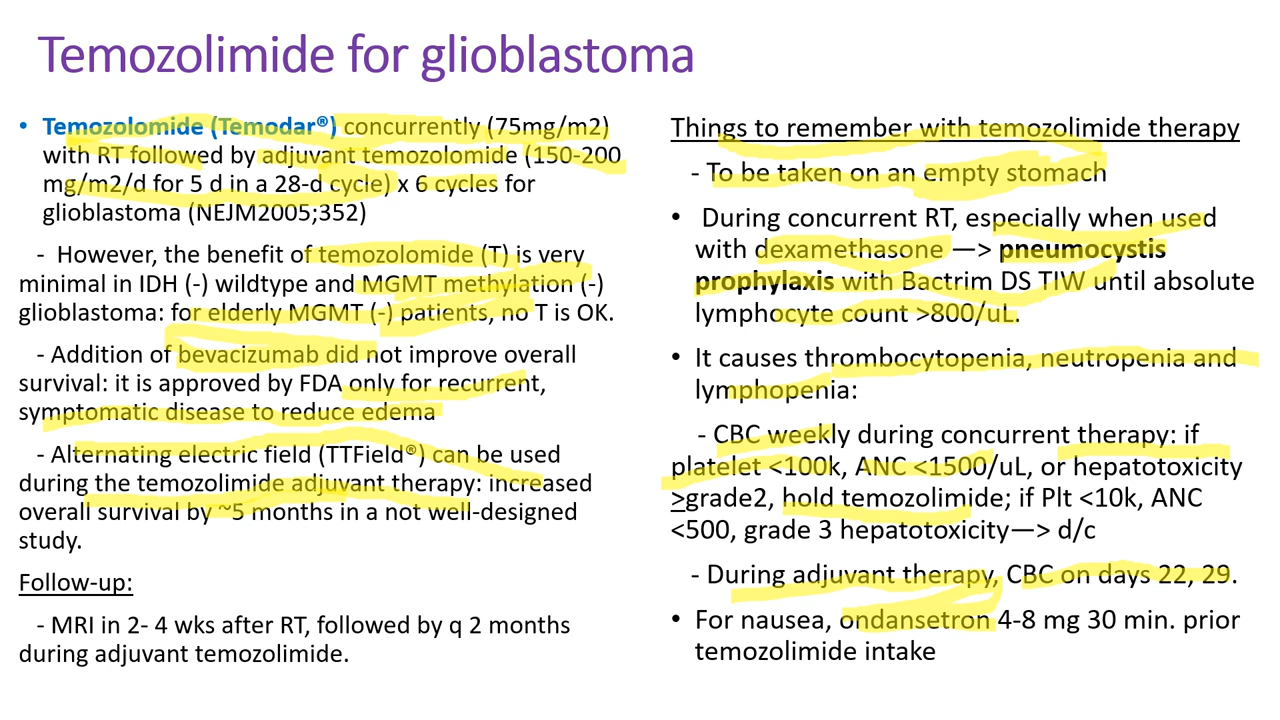 Temozolimide for glioblastoma
• Temozolomide (Temodar®) concurrently (75mg/m2)
with RT followed by adjuvant temozolomide (150-200
mg/m2/d for 5 d in a 28-d cycle) x 6 cycles for
glioblastoma (NEJM2005;352)
- However, the benefit of temozolomide (T) is very
minimal in IDH (-) wildtype and MGMT methylation (-)
glioblastoma: for elderly MGMT (-) patients, no T is OK.
- Addition of bevacizumab did not improve overall
survival: it is approved by FDA only for recurrent,
symptomatic disease to reduce edema
- Alternating electric field (TTField®) can be used
during the temozolimide adjuvant therapy: increased
overall survival by ~5 months in a not well-designed
study.
Follow-up:
- MRI in 2- 4 wks after RT, followed by q 2 months
during adjuvant temozolimide.
Things to remember with temozolimide therapy
- To be taken on an empty stomach
• During concurrent RT, especially when used
with dexamethasone —> pneumocystis
prophylaxis with Bactrim DS TIW until absolute
lymphocyte count >800/uL.
• It causes thrombocytopenia, neutropenia and
lymphopenia:
- CBC weekly during concurrent therapy: if
platelet <100k, ANC <1500/uL, or hepatotoxicity
>grade2, hold temozolimide; if Plt <10k, ANC
<500, grade 3 hepatotoxicity—> d/c
- During adjuvant therapy, CBC on days 22, 29.
• For nausea, ondansetron 4-8 mg 30 min. prior
temozolimide intake